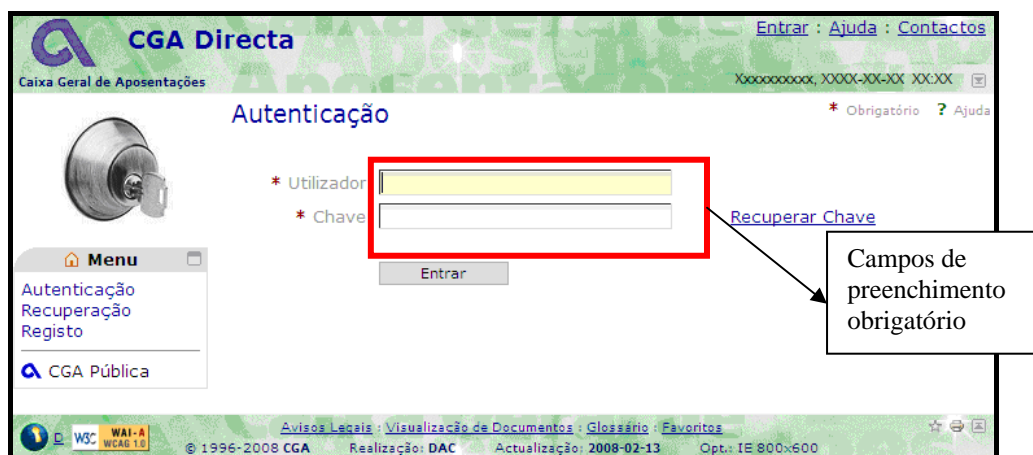 CGA Directa
Entrar : Ajuda : Contactos
Caixa Geral de Aposentações
Xxxxxxxxxx, XXXX-XX-XX XX:XX
Autenticação
* Obrigatório ? Ajuda
* Utilizador
* Chave
Recuperar Chave
Entrar
Campos de
preenchimento
obrigatório
Menu
Autenticação
Recuperação
Registo
CGA Pública
D W3C WAI-A WCAG 1.0
Avisos Legais : Visualização de Documentos : Glossário : Favoritos
© 1996-2008 CGA Realização: DAC Actualização: 2008-02-13 Opt.: IE 800x600